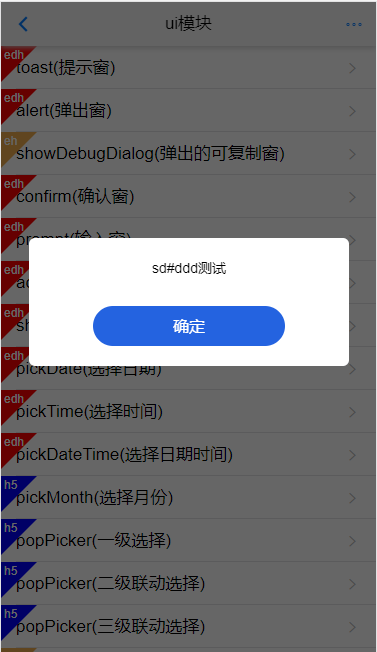 ui模块
edh
toast(提示窗)
edh
alert(弹出窗)
eh
showDebugDialog(弹出的可复制窗)
edh
confirm(确认窗)
edh
sd#ddd测试
确定
edh
pickDate(选择日期)
edh
pickTime(选择时间)
edh
pickDateTime(选择日期时间)
h5
pickMonth(选择月份)
h5
popPicker(一级选择)
h5
popPicker(二级联动选择)
h5
popPicker(三级联动选择)